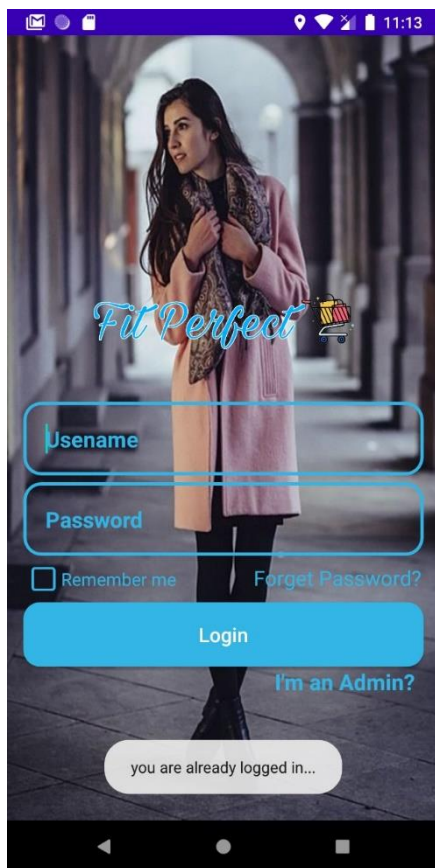 11:13
Fit Perfect
Usename
Password
Remember me
Forget Password?
Login
I'm an Admin?
you are already logged in...